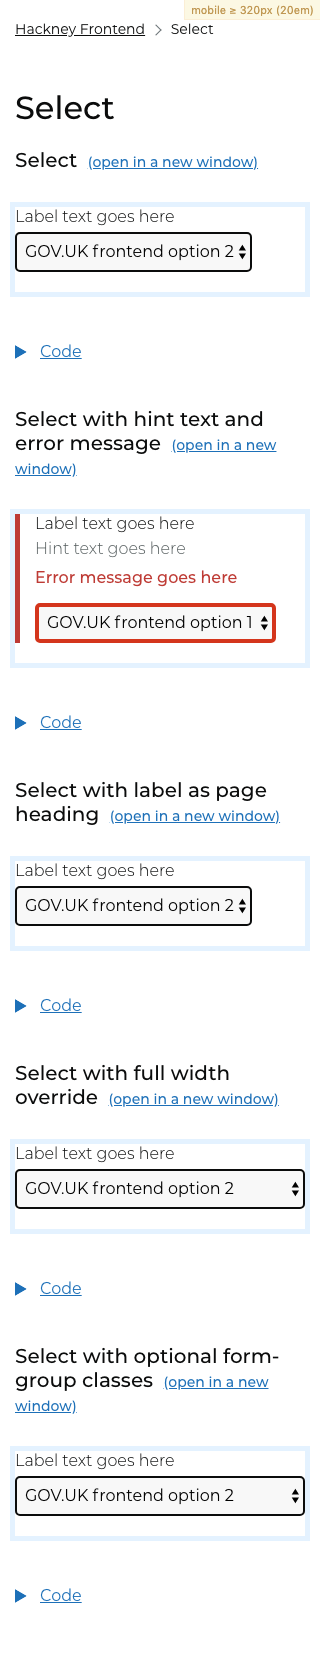 mobile ≥ 320px (20em)
Hackney Frontend
Select
Select
Select (open in a new window)
Label text goes here
GOV.UK frontend option 2
Code
Select with hint text and
error message (open in a new
window)
Label text goes here
Hint text goes here
Error message goes here
GOV.UK frontend option 1
Code
Select with label as page
heading (open in a new window)
Label text goes here
GOV.UK frontend option 2
Code
Select with full width
override (open in a new window)
Label text goes here
GOV.UK frontend option 2
Code
Select with optional form-
group classes (open in a new
window)
Label text goes here
GOV.UK frontend option 2
Code